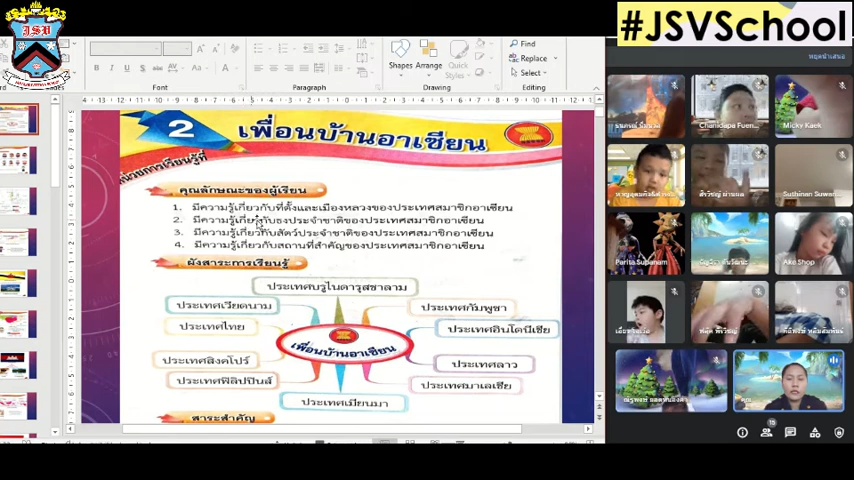 #JSVSchool
JSV
Shapes
Arrange
Quick
Styles
Find
Replace
Select
Font
Paragraph
Drawing
Editing
หยุดนำเสนอ
2
เพื่อนบ้านอาเซียน
คุณลักษณะของผู้เรียน
1. มีความรู้เกี่ยวกับที่ตั้งและเมืองหลวงของประเทศสมาชิกอาเซียน
2. มีความรู้เกี่ยวกับธงประจำชาติของประเทศสมาชิกอาเซียน
3. มีความรู้เกี่ยวกับสัตว์ประจำชาติของประเทศสมาชิกอาเซียน
4. มีความรู้เกี่ยวกับสถานที่สำคัญของประเทศสมาชิกอาเซียน
ผังสาระการเรียนรู้
ประเทศบรูไนดารุสซาลาม
ประเทศเวียดนาม
ประเทศกัมพูชา
ประเทศไทย
ประเทศอินโดนีเซีย
เพื่อนบ้านอาเซียน
ประเทศสิงคโปร์
ประเทศลาว
ประเทศฟิลิปปินส์
ประเทศมาเลเซีย
ประเทศเมียนมา
สาระสำคัญ
Chanidapa Fuen...
Micky Kaek
Suthinan Suwan...
Parita Supanam
Ake Shop
คุณ
15